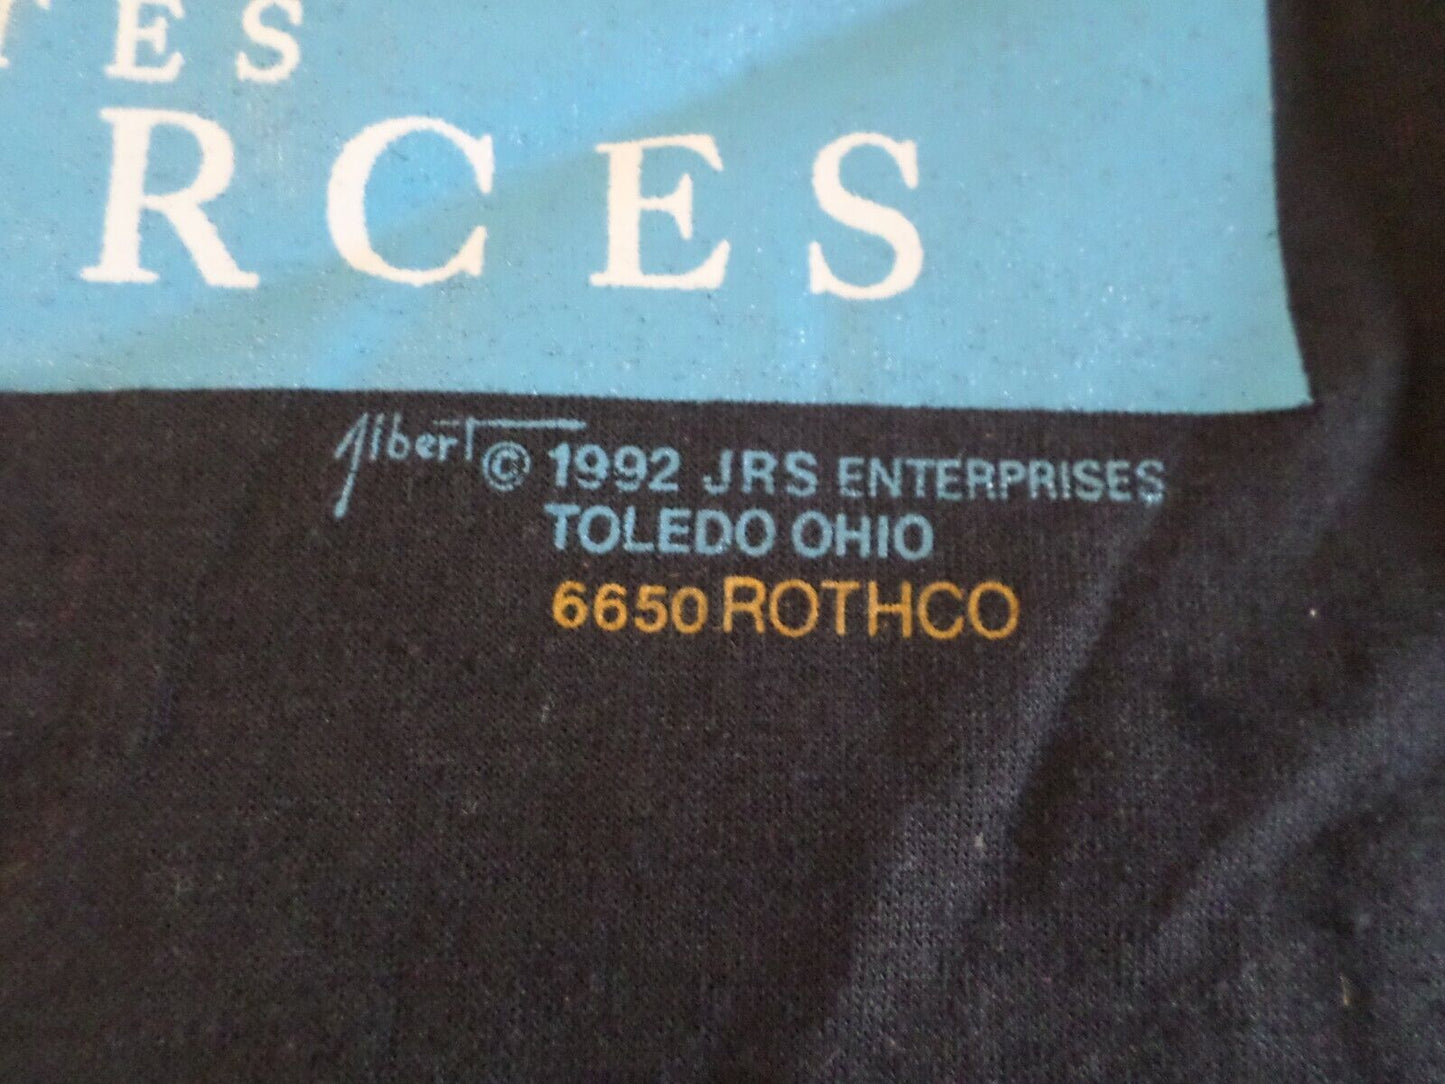 TES
RCES
Albert © 1992 JRS ENTERPRISES
TOLEDO OHIO
6650 ROTHCO